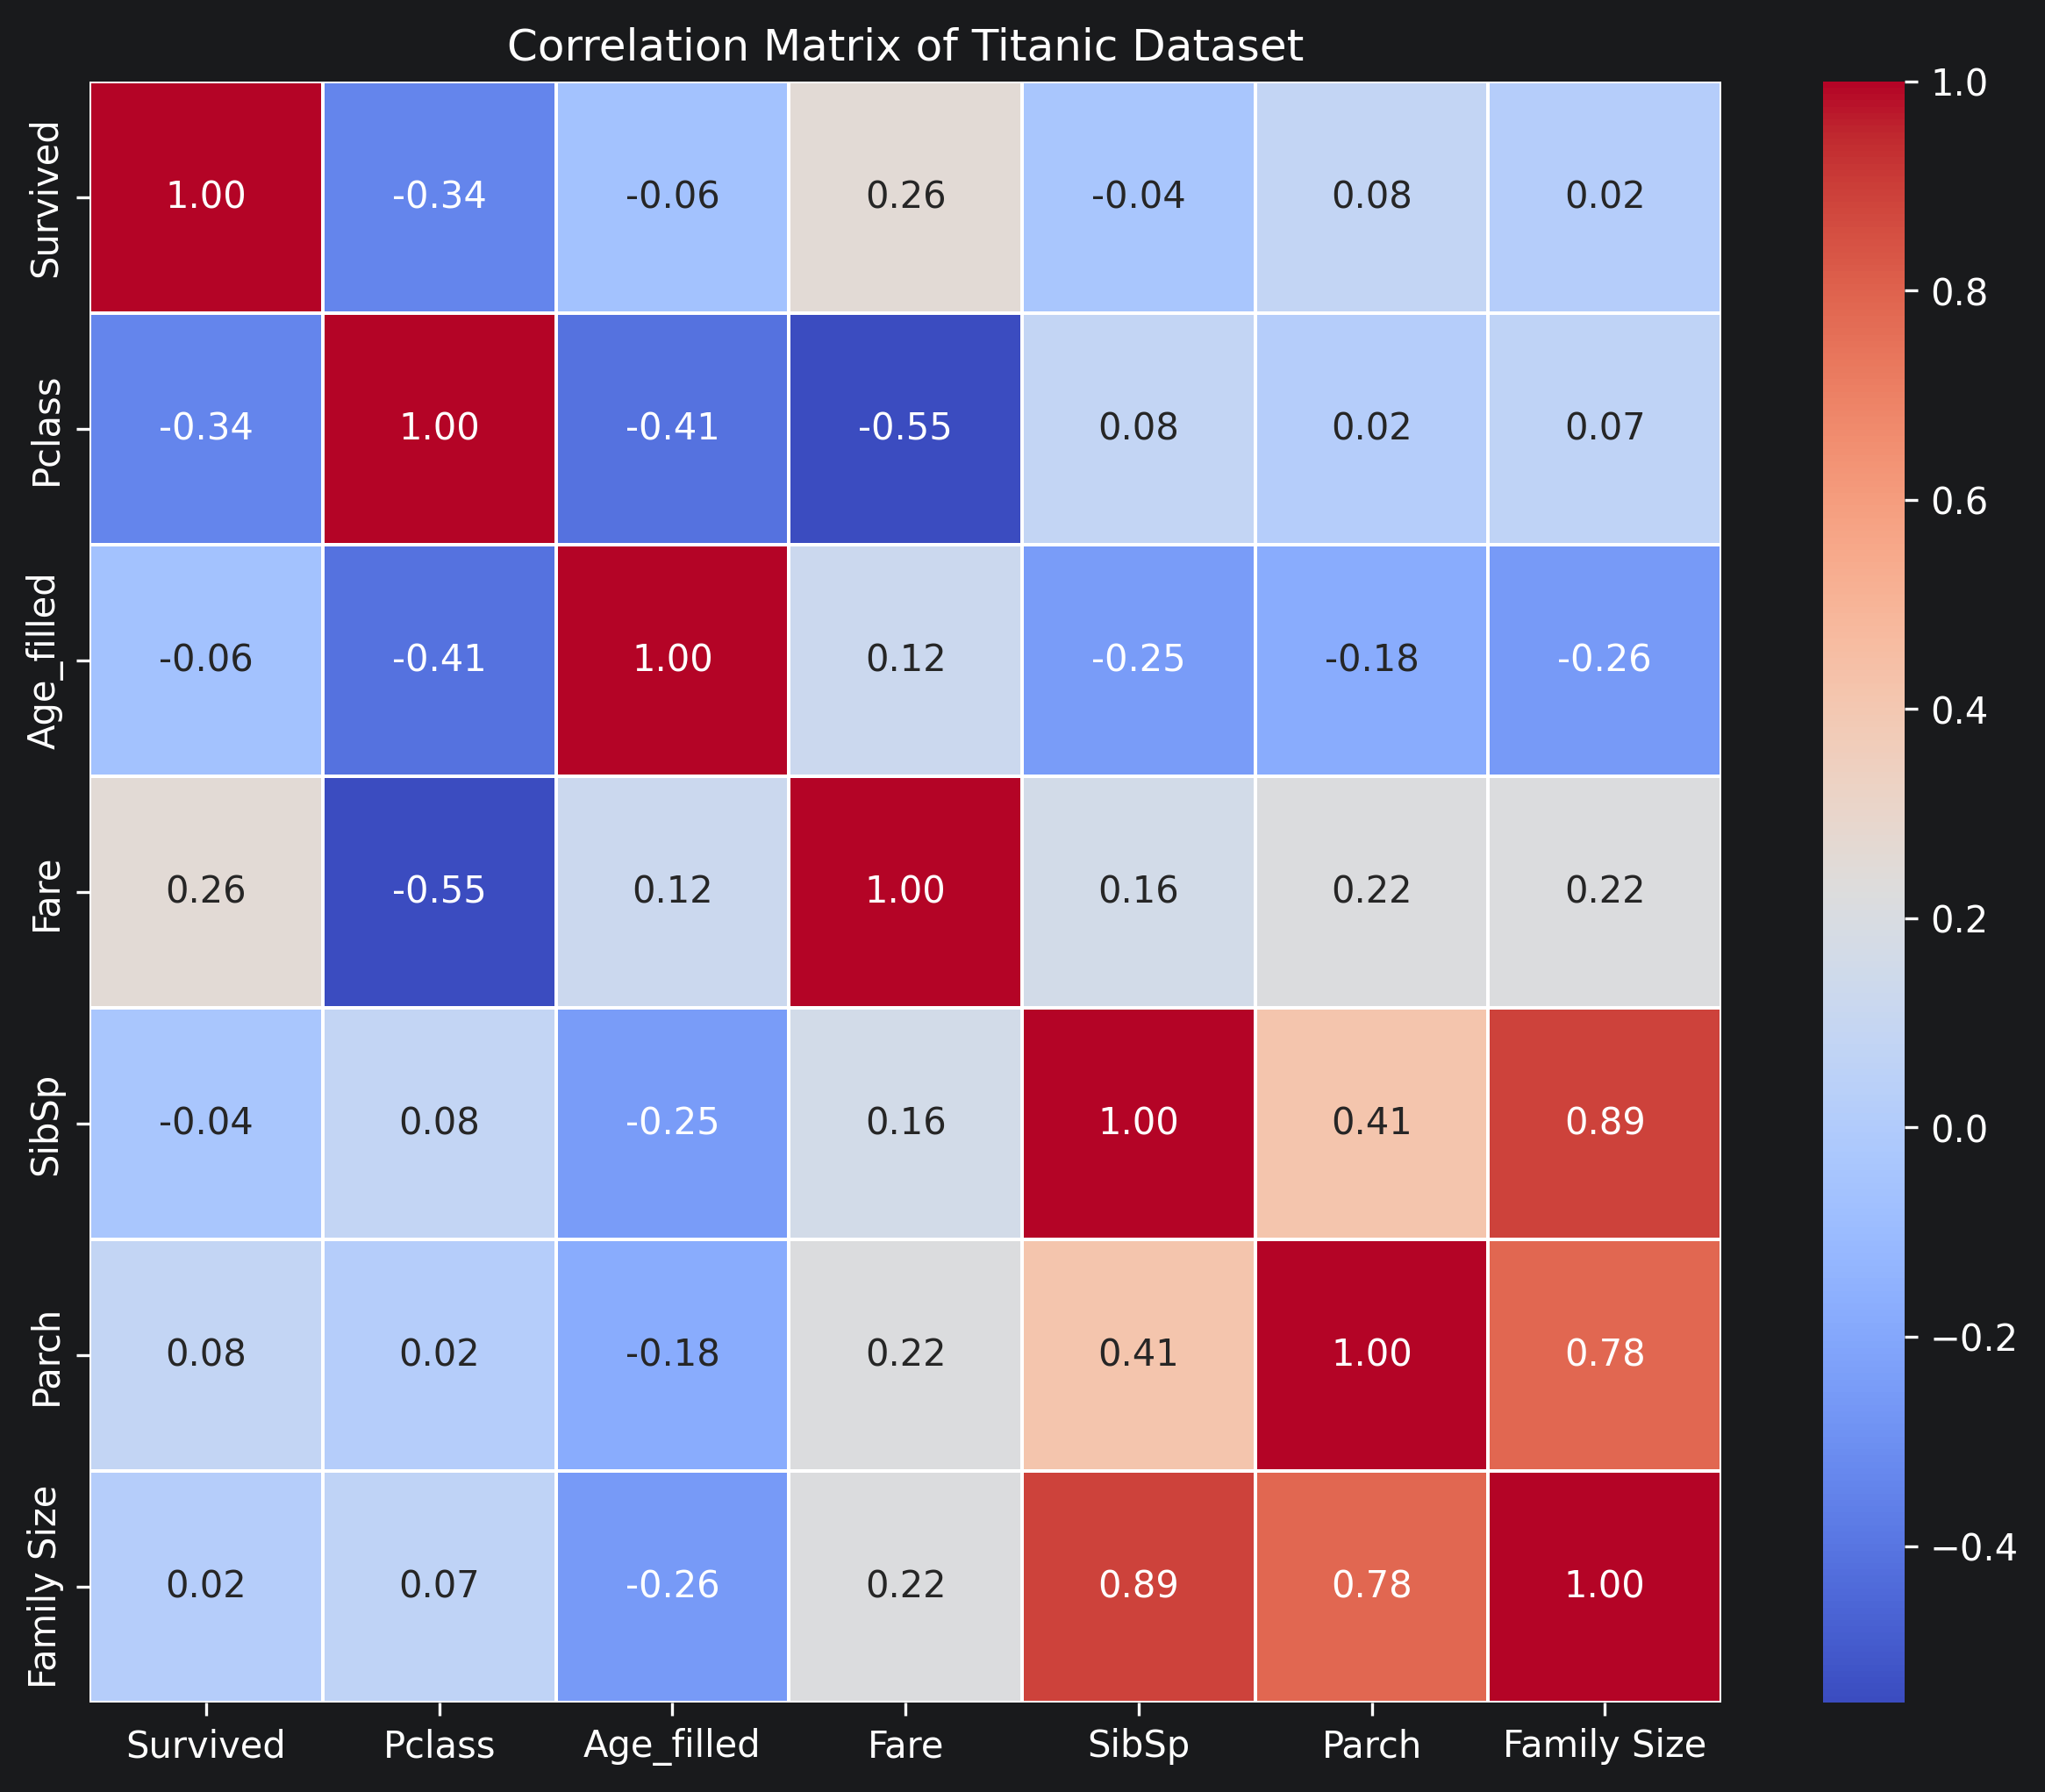 Correlation Matrix of Titanic Dataset
Survived 1.00 -0.34 -0.06 0.26 -0.04 0.08 0.02
Pclass -0.34 1.00 -0.41 -0.55 0.08 0.02 0.07
Age_filled -0.06 -0.41 1.00 0.12 -0.25 -0.18 -0.26
Fare 0.26 -0.55 0.12 1.00 0.16 0.22 0.22
SibSp -0.04 0.08 -0.25 0.16 1.00 0.41 0.89
Parch 0.08 0.02 -0.18 0.22 0.41 1.00 0.78
Family Size 0.02 0.07 -0.26 0.22 0.89 0.78 1.00
Survived Pclass Age_filled Fare SibSp Parch Family Size
1.0
0.8
0.6
0.4
0.2
0.0
−0.2
−0.4